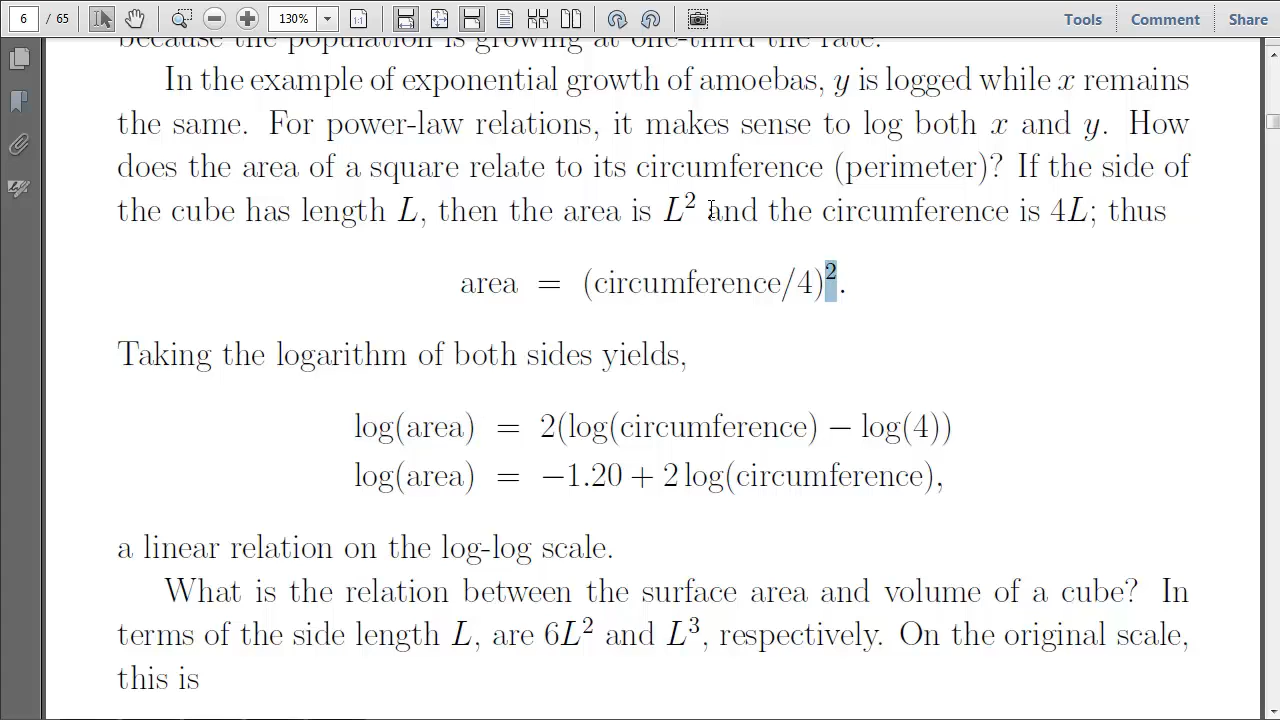 6 / 65 130% Tools Comment Share
because the population is growing at one-third the rate.
In the example of exponential growth of amoebas, y is logged while x remains
the same. For power-law relations, it makes sense to log both x and y. How
does the area of a square relate to its circumference (perimeter)? If the side of
the cube has length L, then the area is L² and the circumference is 4L; thus
area = (circumference/4)².
Taking the logarithm of both sides yields,
log(area) = 2(log(circumference) − log(4))
log(area) = −1.20 + 2 log(circumference),
a linear relation on the log-log scale.
What is the relation between the surface area and volume of a cube? In
terms of the side length L, are 6L² and L³, respectively. On the original scale,
this is